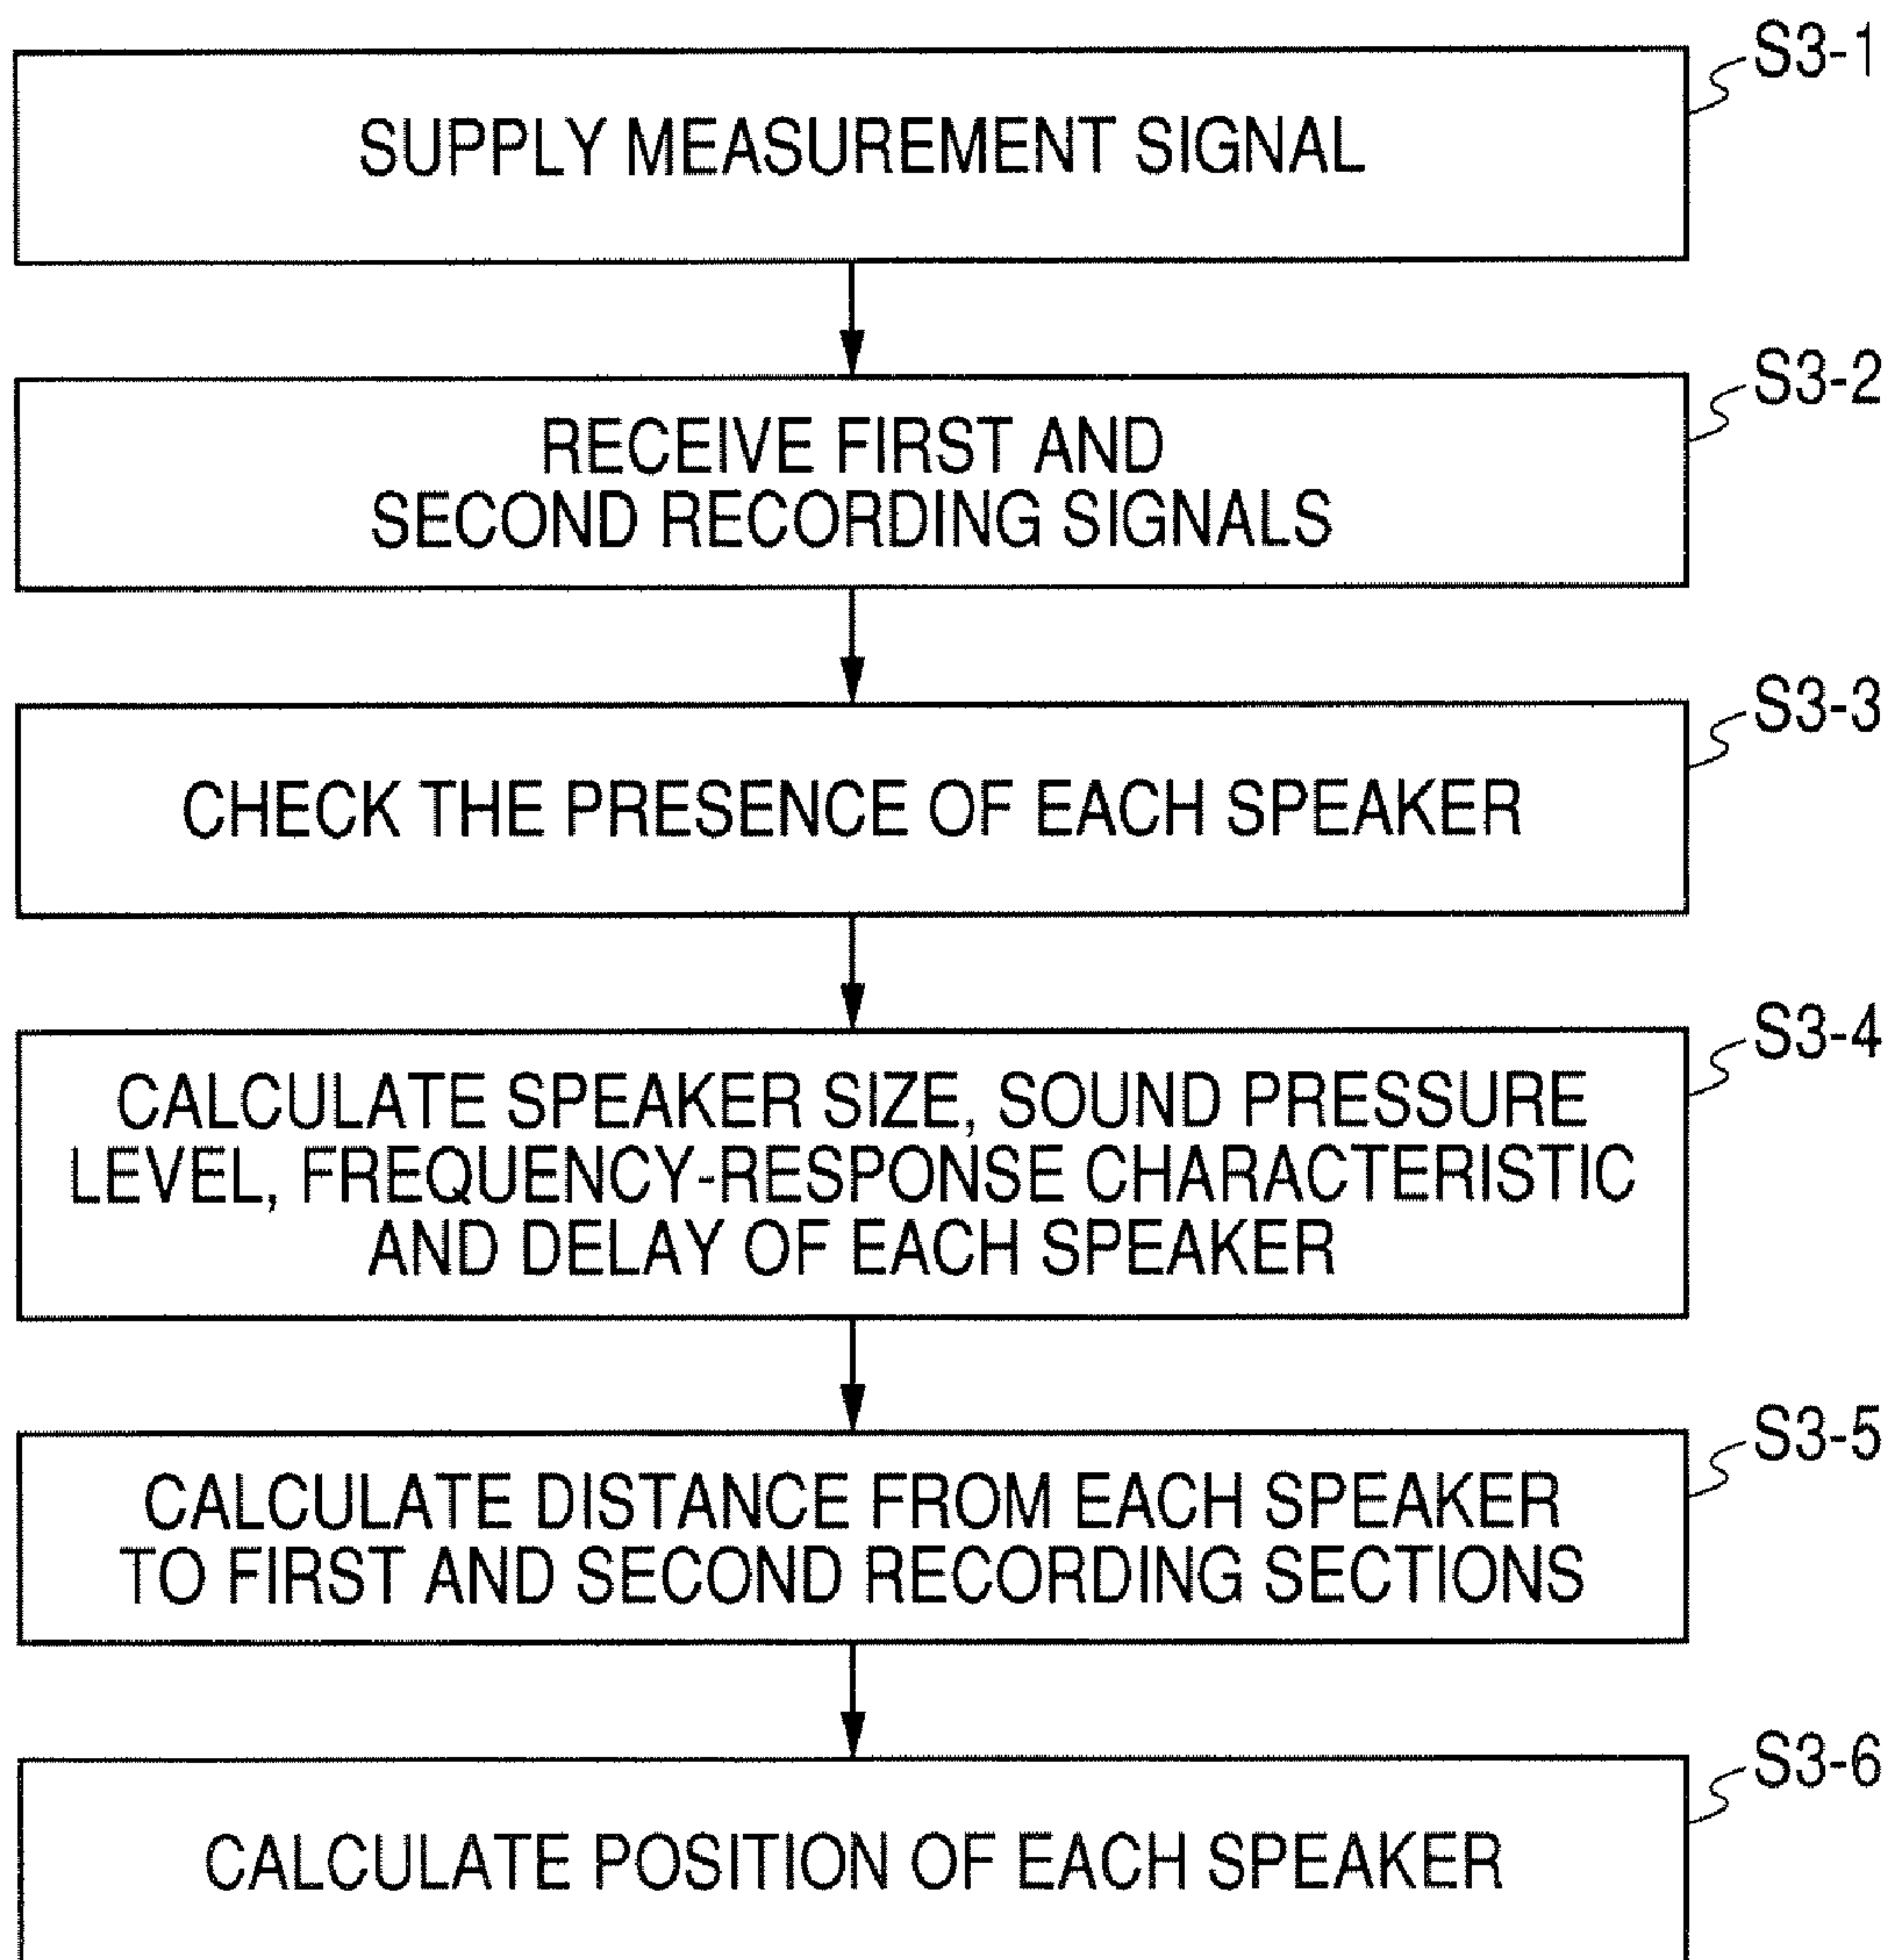 S3-1
SUPPLY MEASUREMENT SIGNAL
S3-2
RECEIVE FIRST AND
SECOND RECORDING SIGNALS
S3-3
CHECK THE PRESENCE OF EACH SPEAKER
S3-4
CALCULATE SPEAKER SIZE, SOUND PRESSURE
LEVEL, FREQUENCY-RESPONSE CHARACTERISTIC
AND DELAY OF EACH SPEAKER
S3-5
CALCULATE DISTANCE FROM EACH SPEAKER
TO FIRST AND SECOND RECORDING SECTIONS
S3-6
CALCULATE POSITION OF EACH SPEAKER